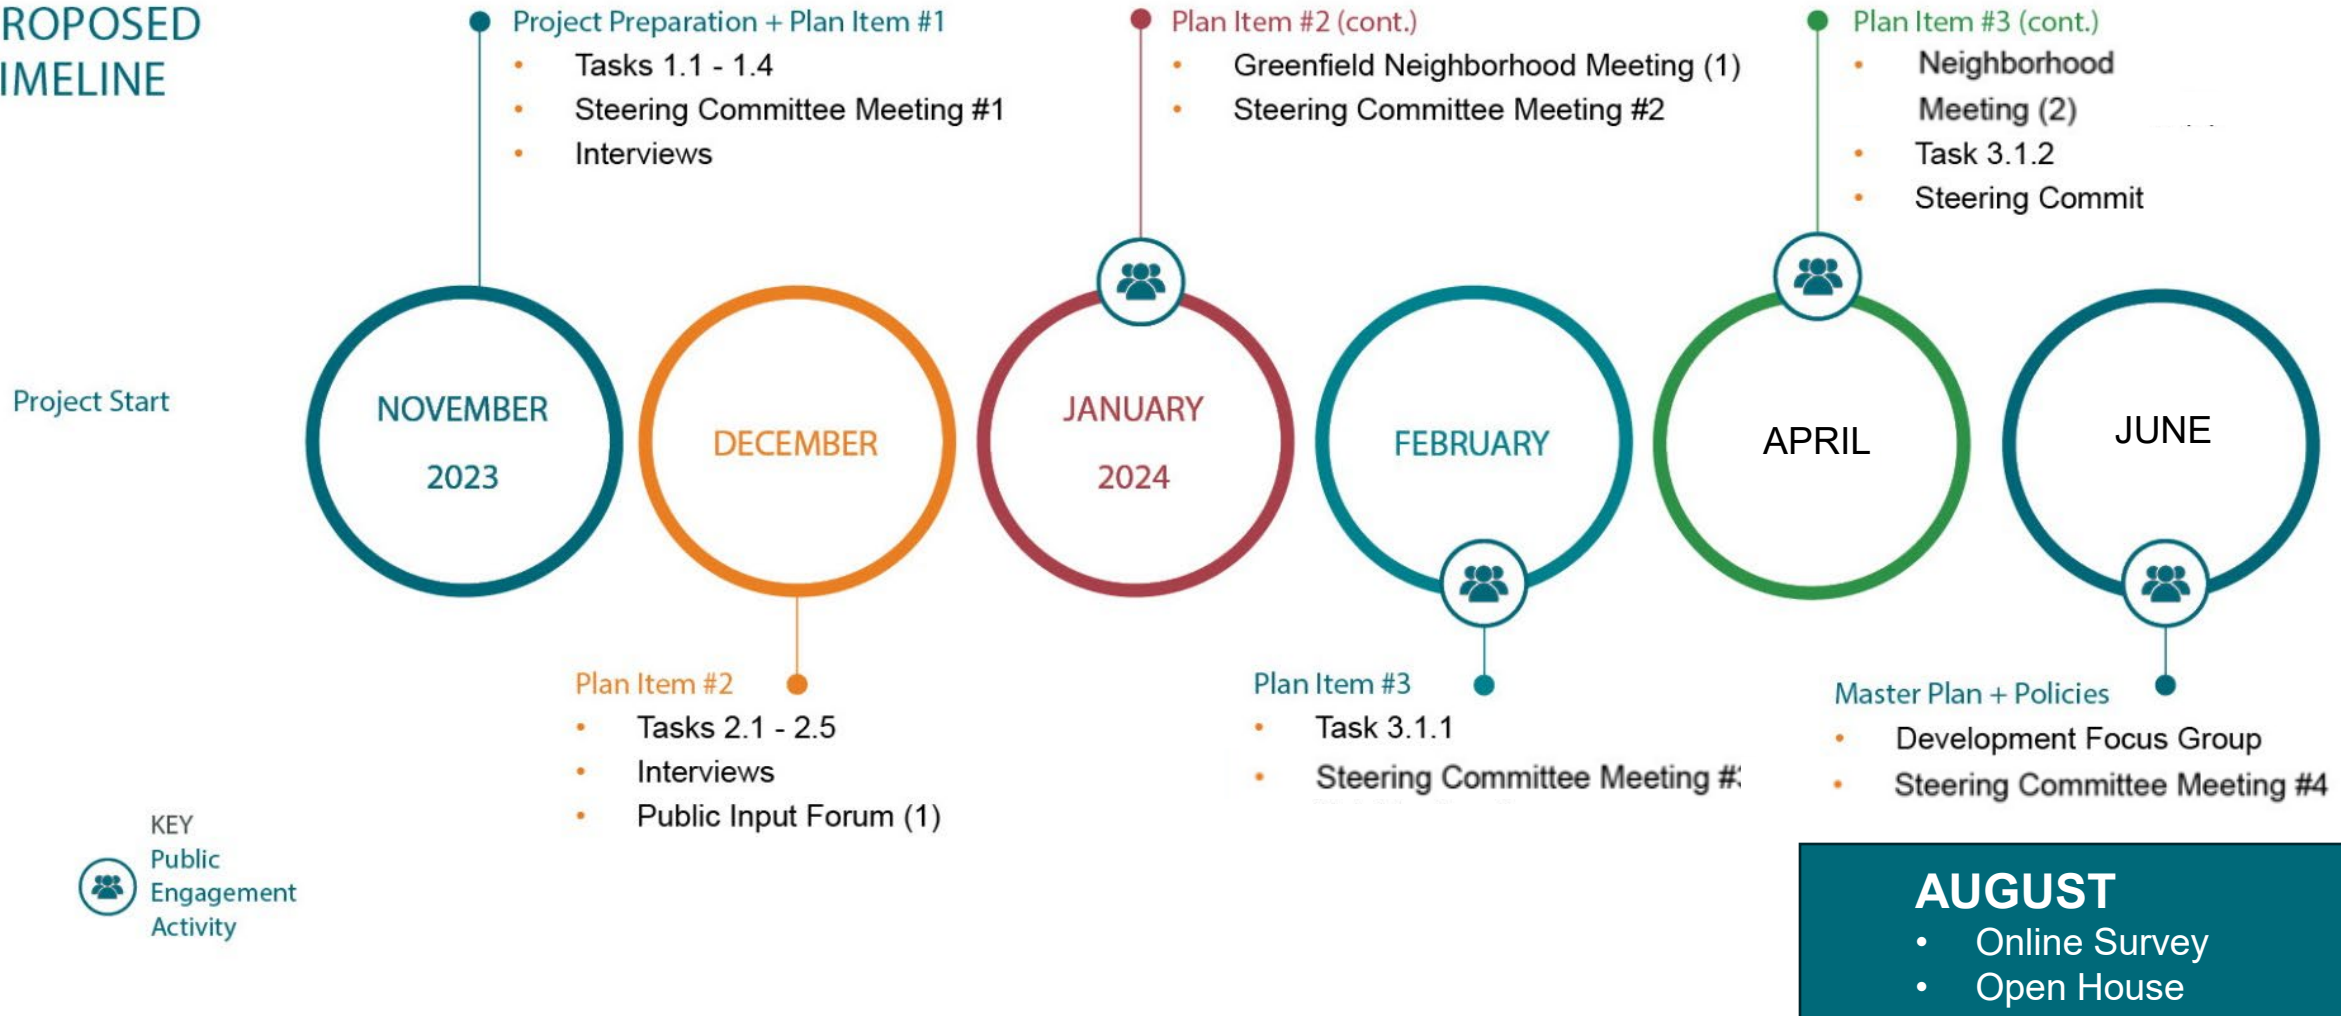 ROPOSED
IMELINE
Project Preparation + Plan Item #1
• Tasks 1.1 - 1.4
• Steering Committee Meeting #1
• Interviews
Plan Item #2 (cont.)
• Greenfield Neighborhood Meeting (1)
• Steering Committee Meeting #2
Plan Item #3 (cont.)
• Neighborhood
Meeting (2)
• Task 3.1.2
• Steering Commit
Project Start
NOVEMBER
2023
DECEMBER
JANUARY
2024
FEBRUARY
APRIL
JUNE
Plan Item #2
• Tasks 2.1 - 2.5
• Interviews
• Public Input Forum (1)
Plan Item #3
• Task 3.1.1
• Steering Committee Meeting #
Master Plan + Policies
• Development Focus Group
• Steering Committee Meeting #4
KEY
Public
Engagement
Activity
AUGUST
• Online Survey
• Open House